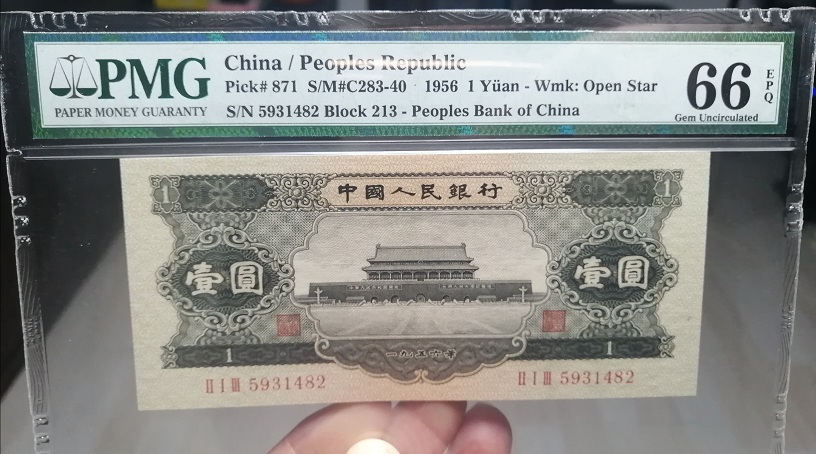 PMG
PAPER MONEY GUARANTY
China / Peoples Republic
Pick# 871 S/M#C283-40 · 1956 1 Yüan - Wmk: Open Star
S/N 5931482 Block 213 - Peoples Bank of China
66 EPQ
Gem Uncirculated
1 中國人民銀行 1
壹圓 壹圓
一九五六年
1 1
II I III 5931482 II I III 5931482